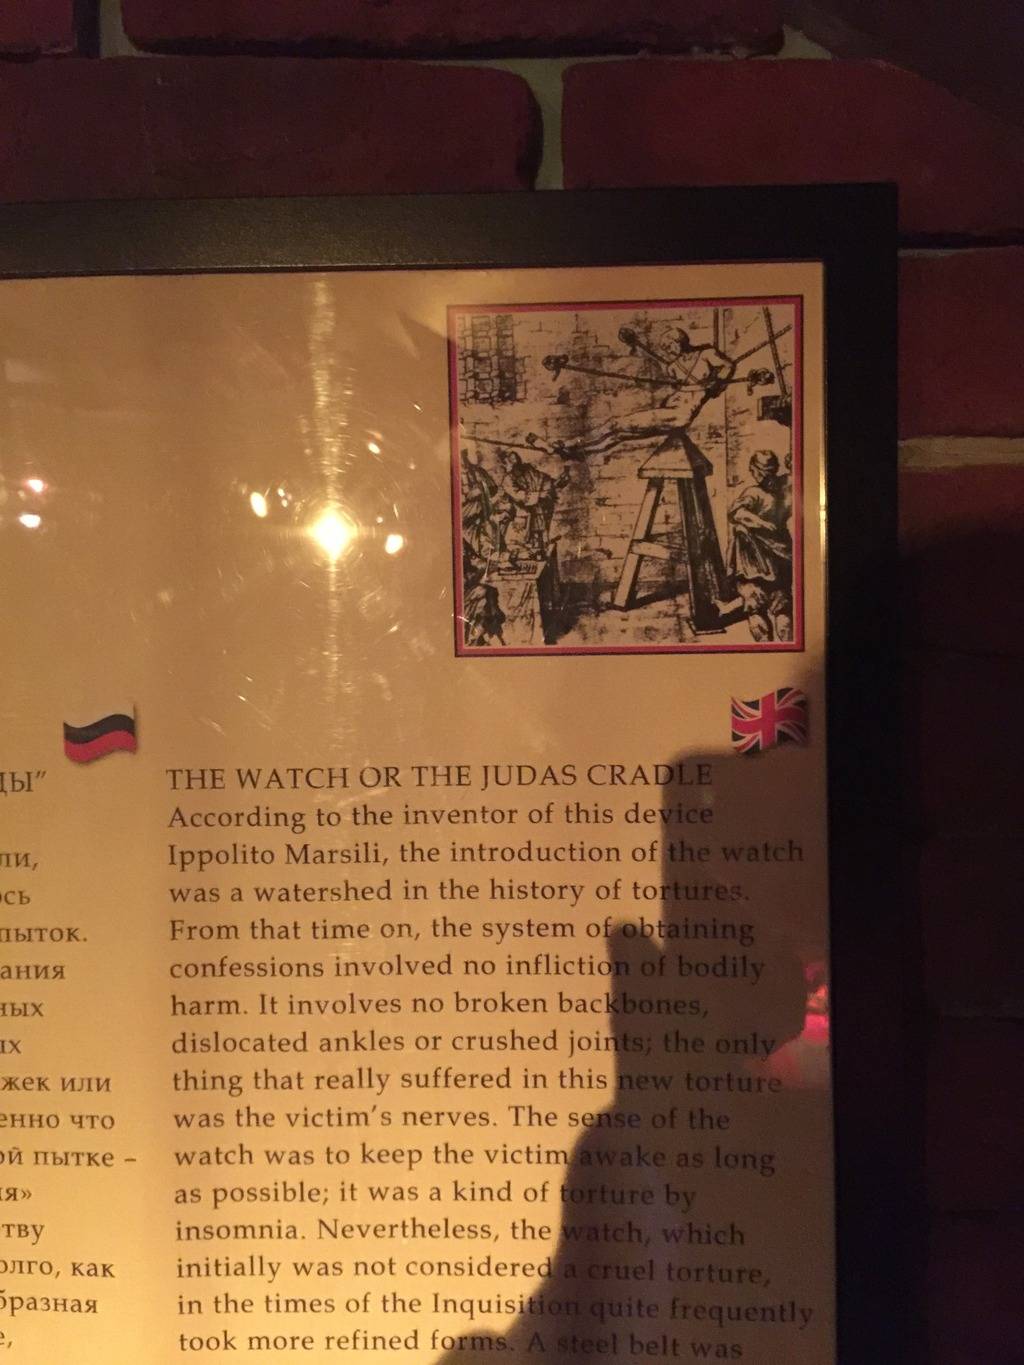 ЦЫ"
ли,
ось
пыток.
ания
ных
ых
жек или
енно что
ой пытке –
ия»
тву
олго, как
бразная
е,
THE WATCH OR THE JUDAS CRADLE
According to the inventor of this device
Ippolito Marsili, the introduction of the watch
was a watershed in the history of tortures.
From that time on, the system of obtaining
confessions involved no infliction of bodily
harm. It involves no broken backbones,
dislocated ankles or crushed joints; the only
thing that really suffered in this new torture
was the victim's nerves. The sense of the
watch was to keep the victim awake as long
as possible; it was a kind of torture by
insomnia. Nevertheless, the watch, which
initially was not considered a cruel torture,
in the times of the Inquisition quite frequently
took more refined forms. A steel belt was